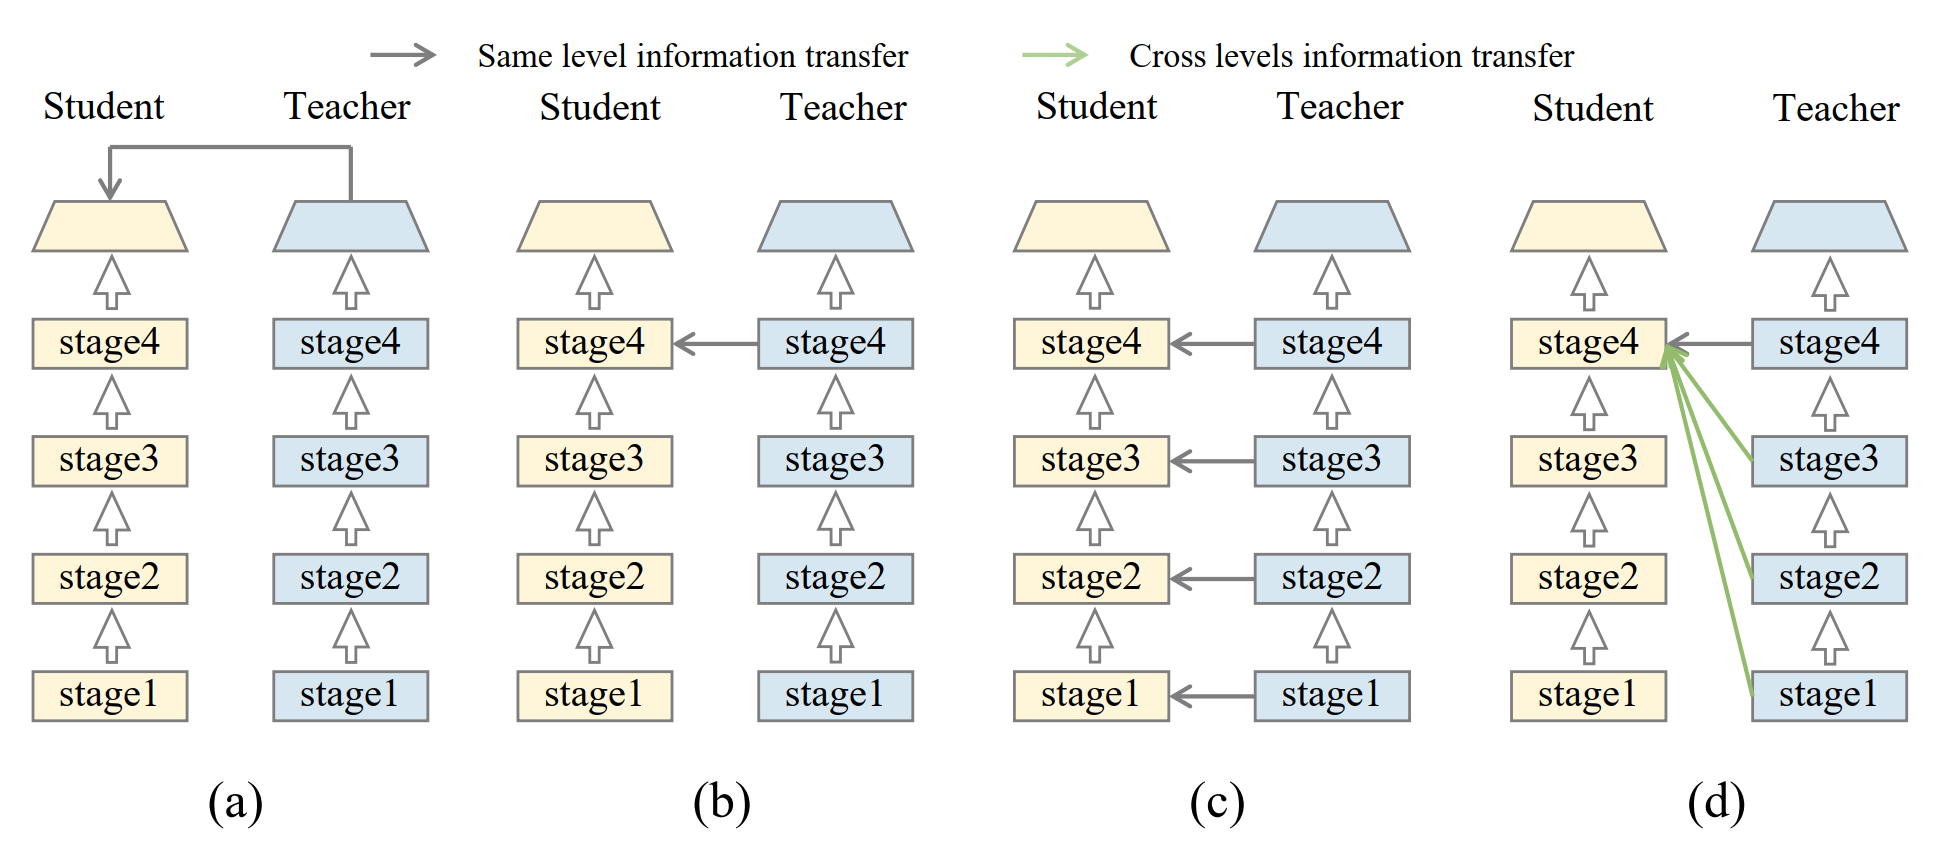 Same level information transfer
Cross levels information transfer
Student Teacher Student Teacher Student Teacher Student Teacher
stage4 stage4 stage4 stage4 stage4 stage4 stage4 stage4
stage3 stage3 stage3 stage3 stage3 stage3 stage3 stage3
stage2 stage2 stage2 stage2 stage2 stage2 stage2 stage2
stage1 stage1 stage1 stage1 stage1 stage1 stage1 stage1
(a) (b) (c) (d)